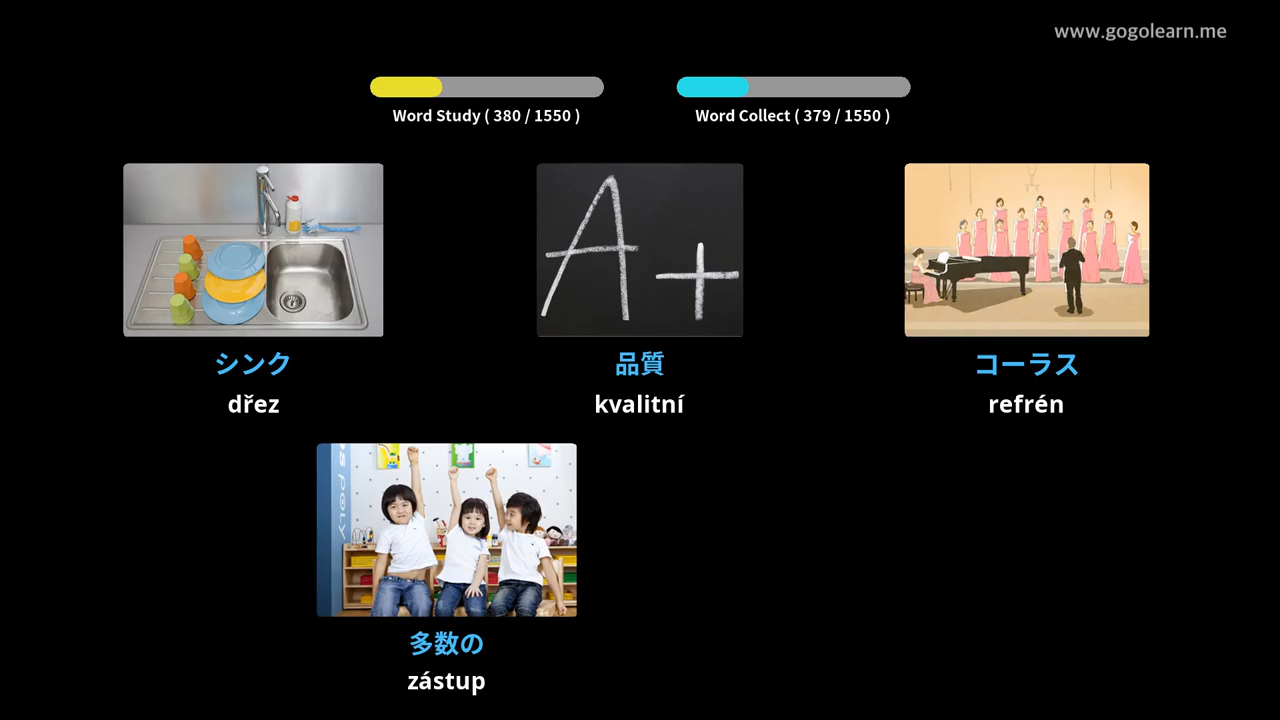 www.gogolearn.me
Word Study ( 380 / 1550 )
Word Collect ( 379 / 1550 )
A+
シンク
dřez
品質
kvalitní
コーラス
refrén
POLY
多数の
zástup